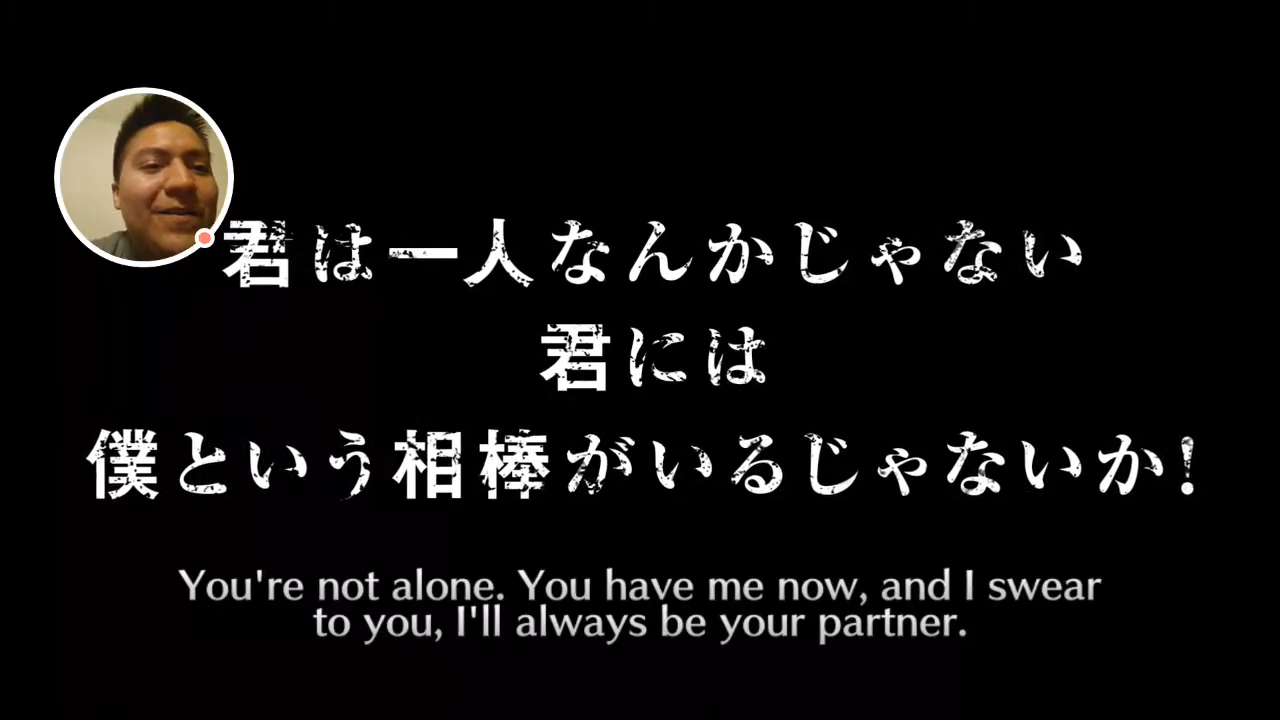 君は一人なんかじゃない
君には
僕という相棒がいるじゃないか!
You're not alone. You have me now, and I swear
to you, I'll always be your partner.